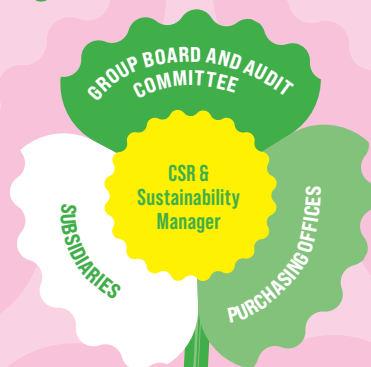 GROUP BOARD AND AUDIT
COMMITTEE
CSR &
Sustainability
Manager
SUBSIDIARIES
PURCHASING OFFICES